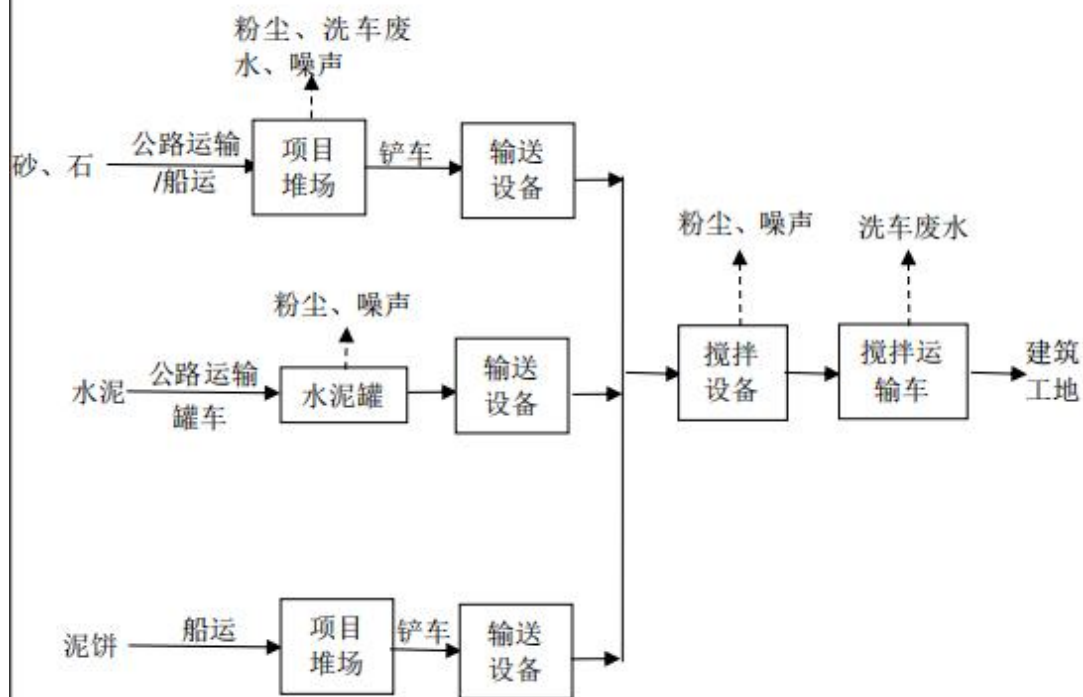 粉尘、洗车废
水、噪声
砂、石
公路运输
/船运
项目
堆场
铲车
输送
设备
粉尘、噪声
水泥
公路运输
罐车
水泥罐
输送
设备
泥饼
船运
项目
堆场
铲车
输送
设备
粉尘、噪声
搅拌
设备
洗车废水
搅拌运
输车
建筑
工地